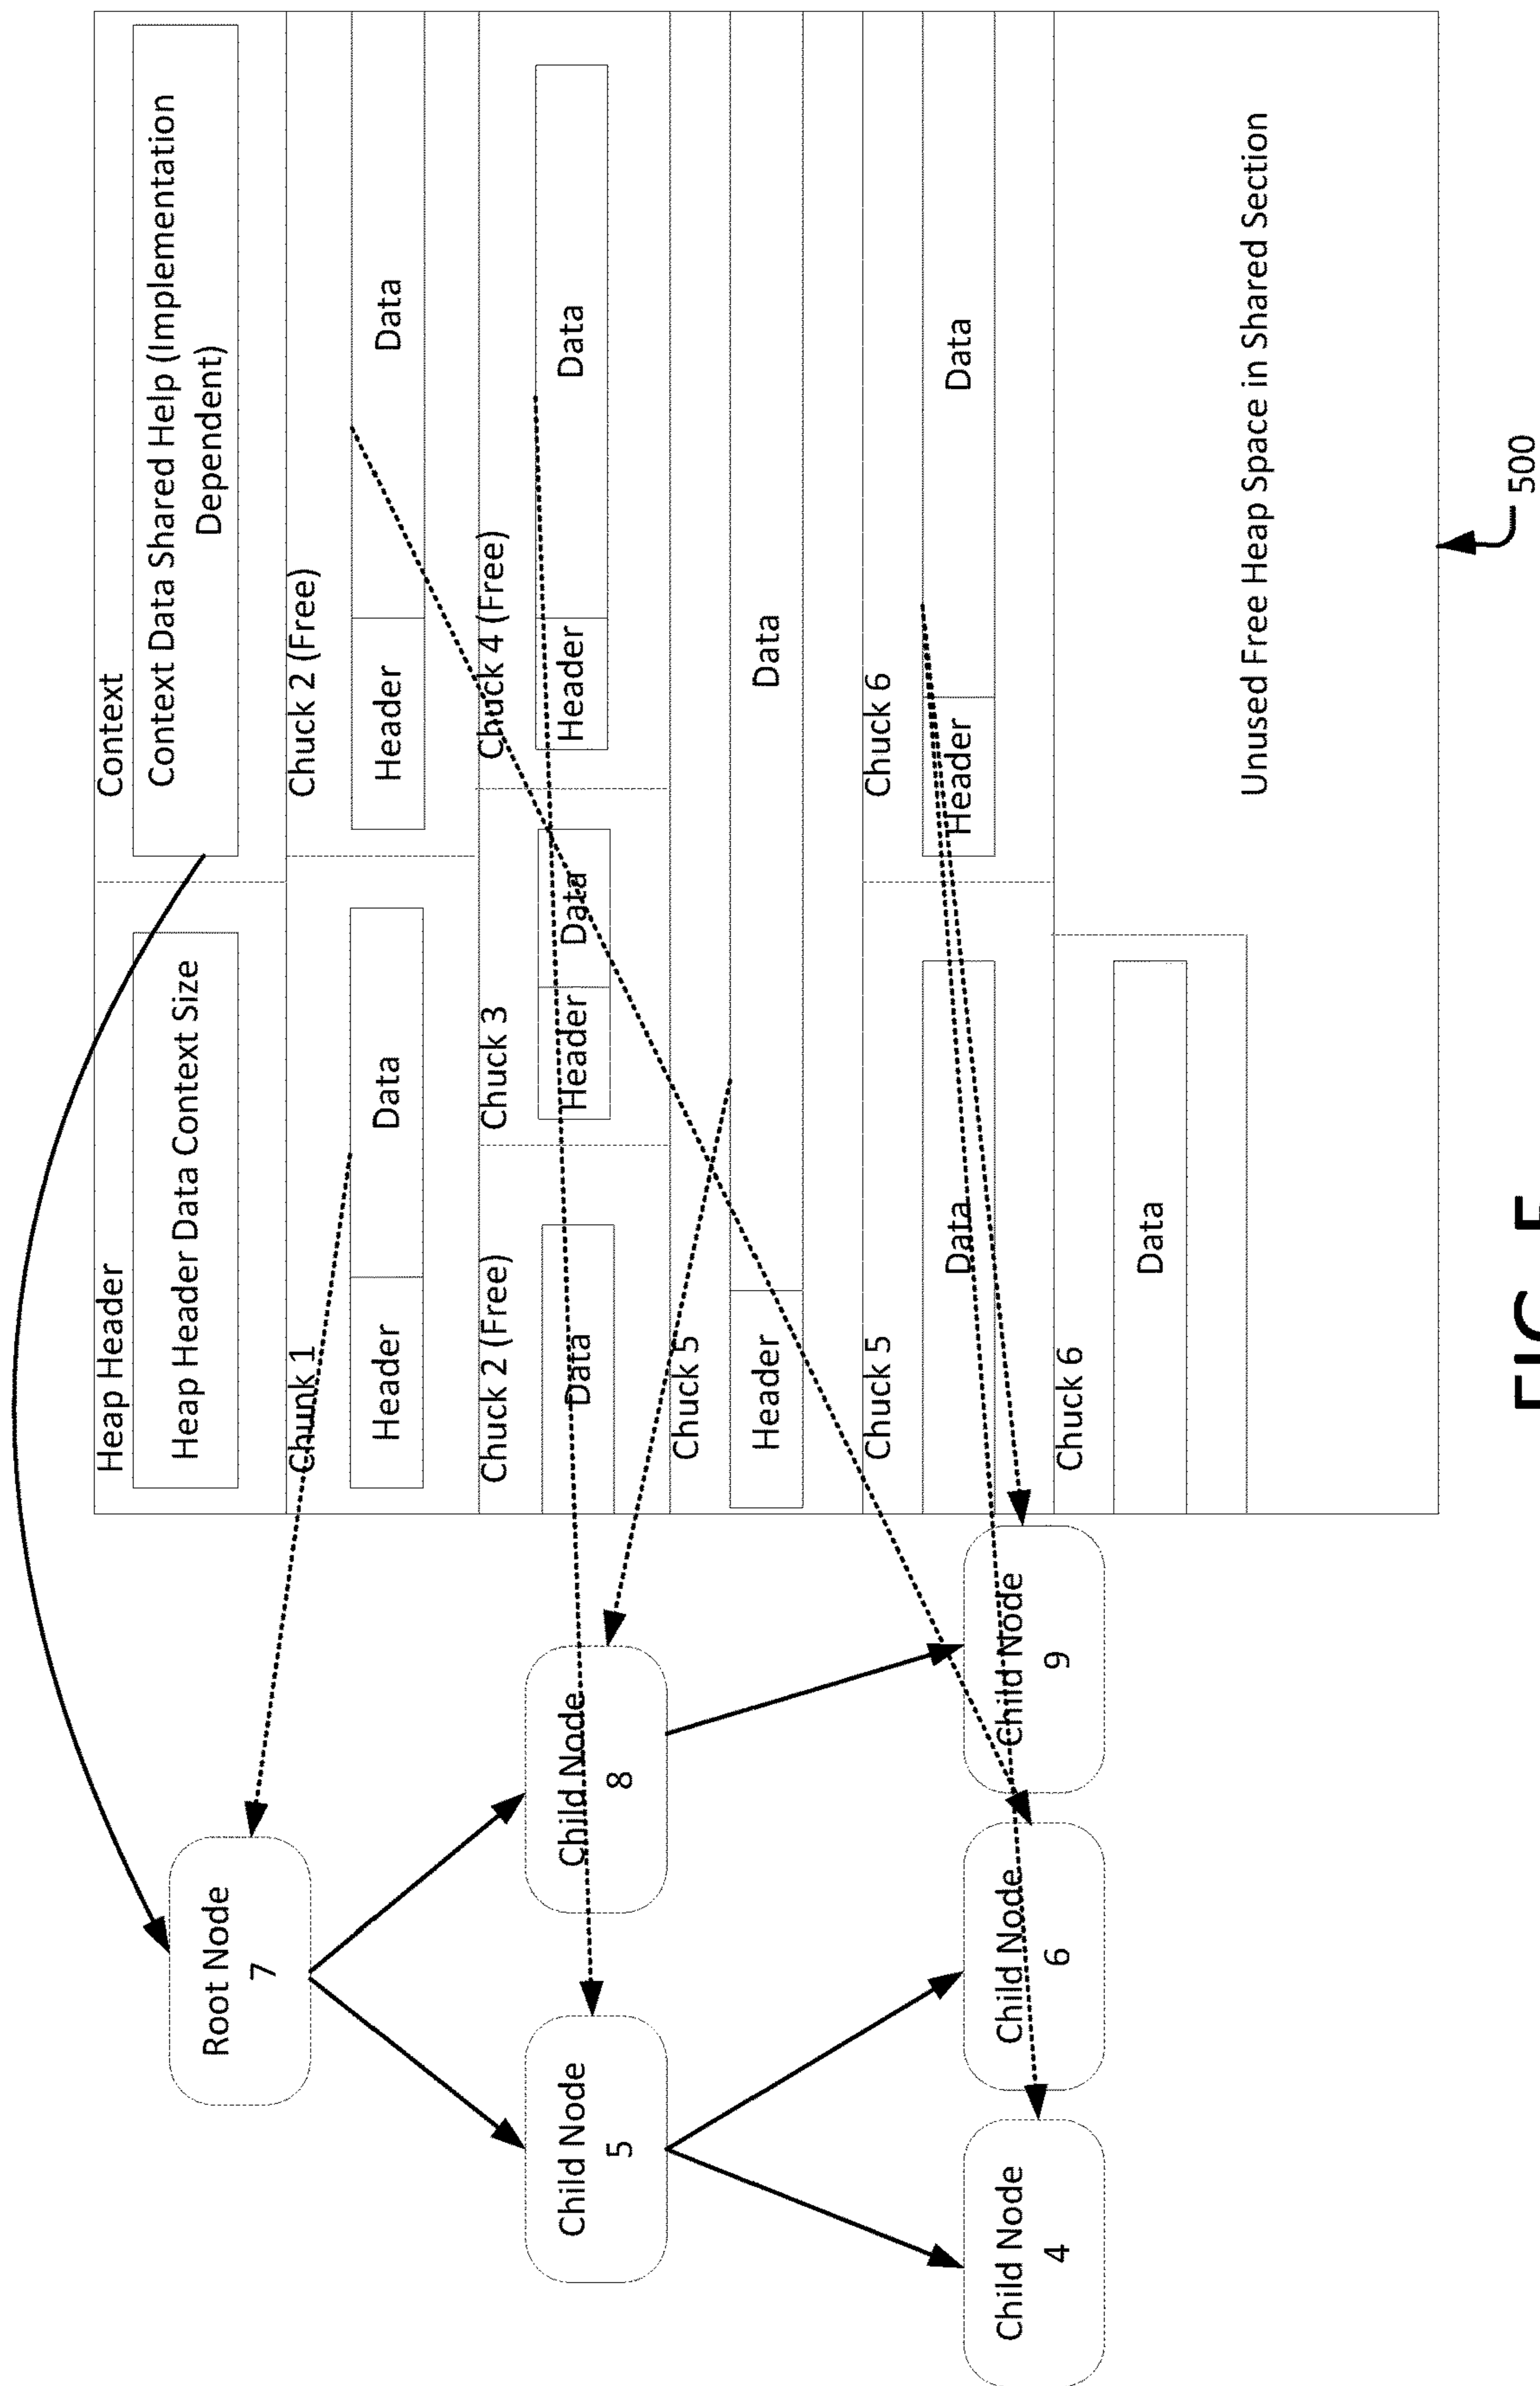 Root Node
7
Child Node
5
Child Node
8
Child Node
4
Child Node
6
Child Node
9
Heap Header
Heap Header Data Context Size
Context
Context Data Shared Help (Implementation
Dependent)
Chunk 1
Header
Data
Chuck 2 (Free)
Header
Data
Chuck 2 (Free)
Data
Chuck 3
Header
Data
Chuck 4 (Free)
Header
Data
Chuck 5
Header
Data
Chuck 5
Data
Chuck 6
Header
Data
Chuck 6
Data
Unused Free Heap Space in Shared Section
500